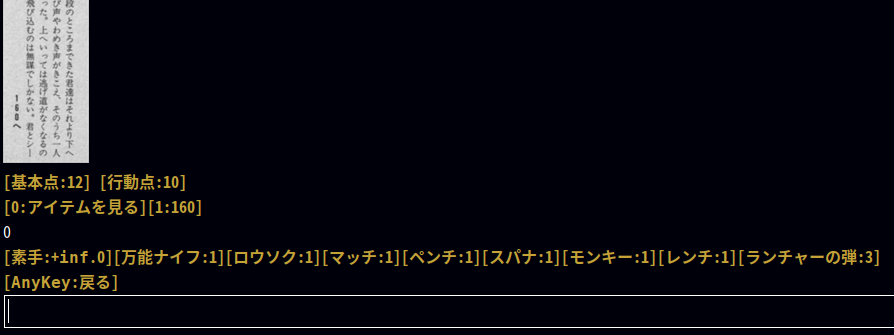 段のところまできた君達はそれより下へ
び声やわめき声がきこえ、そのうち一人
った。上へいっては逃げ道がなくなるの
飛び込むのは無謀でしかない。君とシー
160へ
[基本点:12] [行動点:10]
[0:アイテムを見る][1:160]
0
[素手:+inf.0][万能ナイフ:1][ロウソク:1][マッチ:1][ペンチ:1][スパナ:1][モンキー:1][レンチ:1][ランチャーの弾:3]
[AnyKey:戻る]